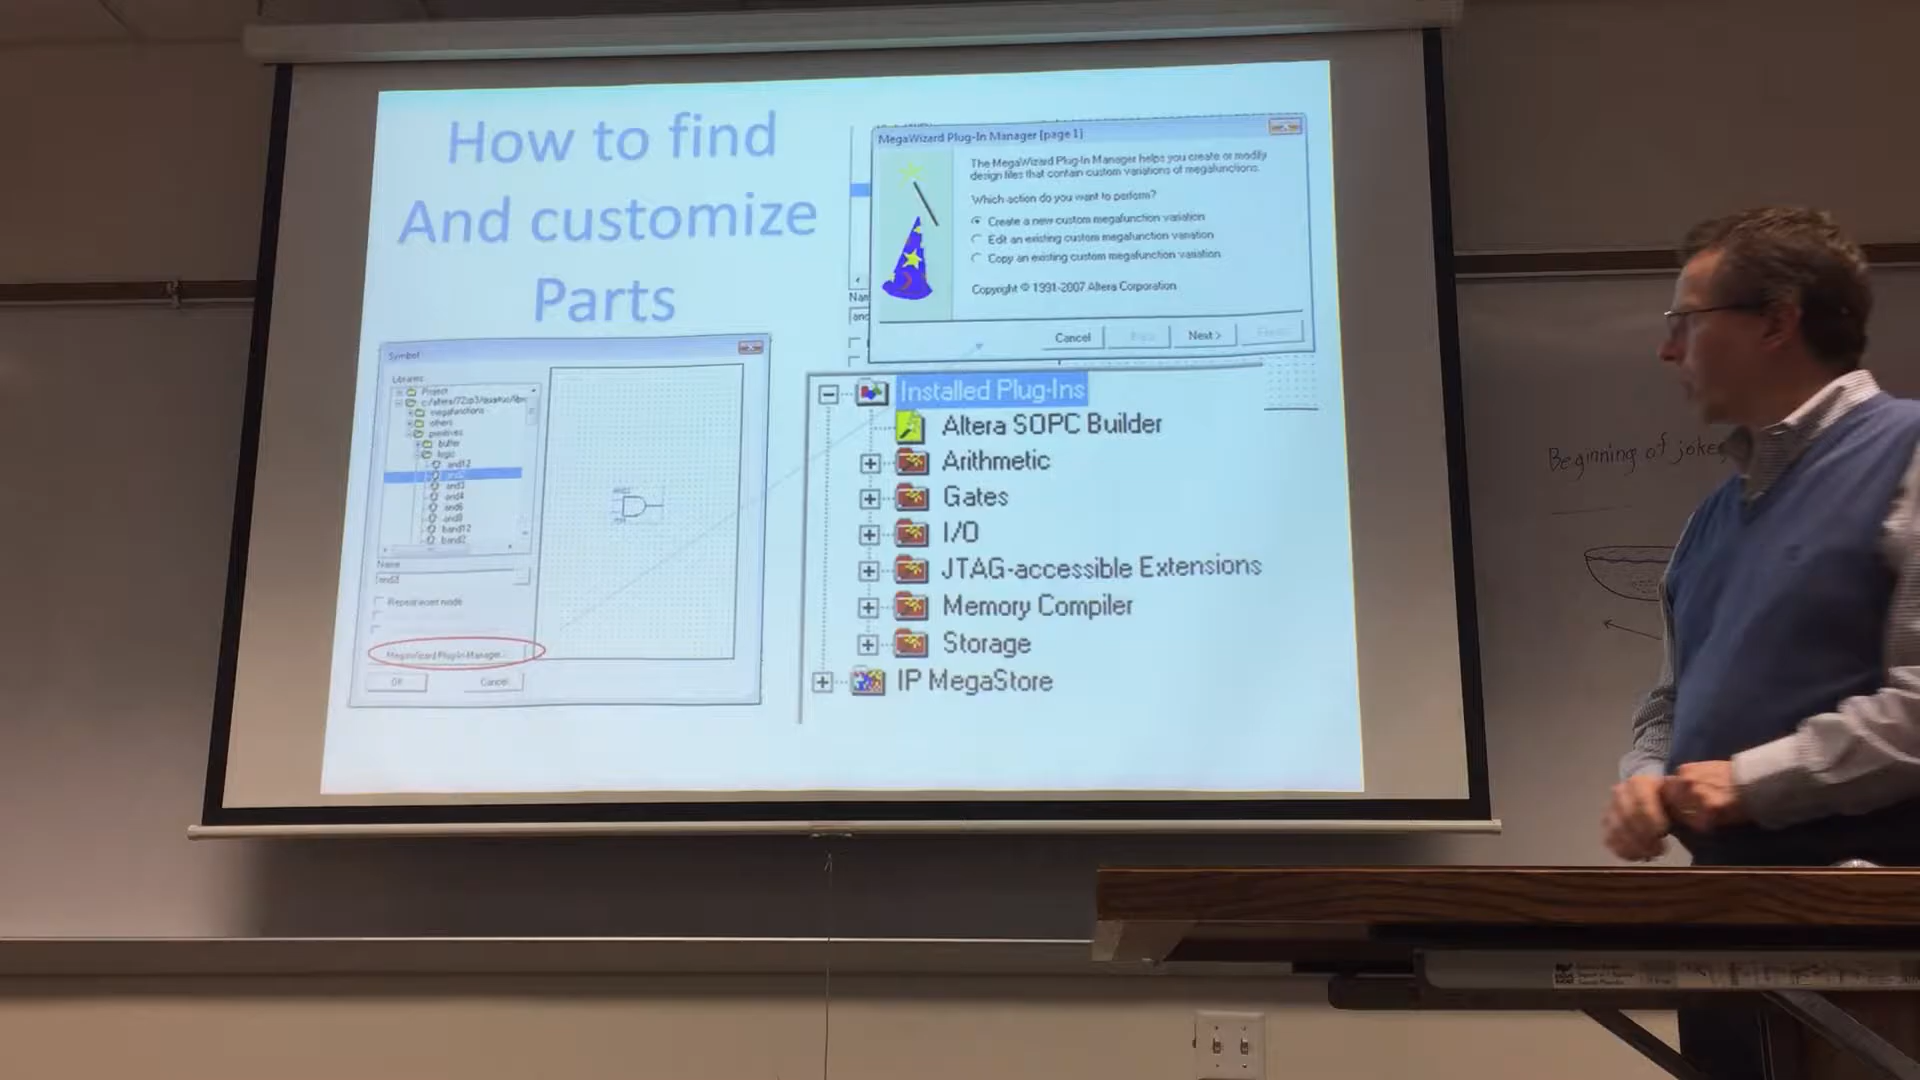 How to find
And customize
Parts
MegaWizard Plug-In Manager [page 1]
The MegaWizard Plug-In Manager helps you create or modify
design files that contain custom variations of megafunctions.
Which action do you want to perform?
Create a new custom megafunction variation
Edit an existing custom megafunction variation
Copy an existing custom megafunction variation
Copyright © 1991-2007 Altera Corporation
Cancel
Next >
Symbol
Libraries:
Project
megafunctions
others
primitives
buffer
logic
and12
and2
and3
and4
and6
and8
band12
band2
Name:
and2
Repeat-insert mode
MegaWizard Plug-In Manager...
OK
Cancel
Installed Plug-Ins
Altera SOPC Builder
Arithmetic
Gates
I/O
JTAG-accessible Extensions
Memory Compiler
Storage
IP MegaStore
Beginning of joke